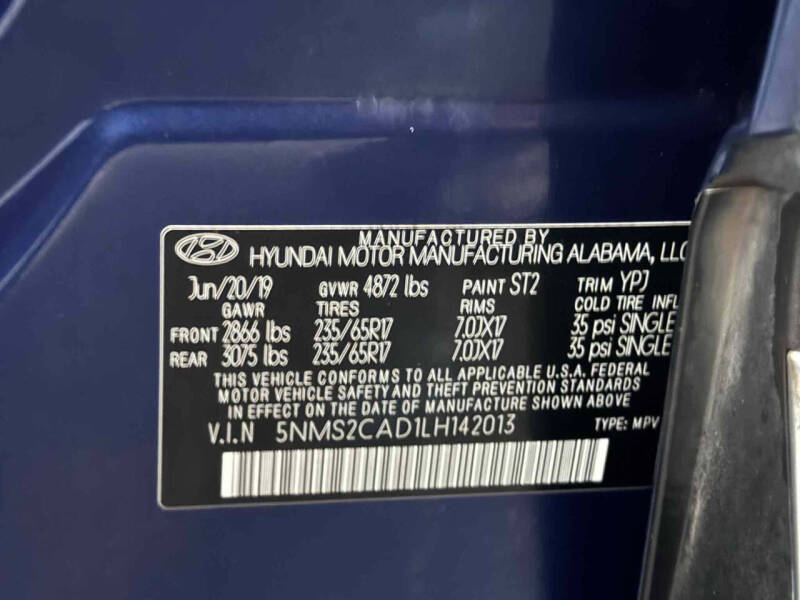 MANUFACTURED BY
HYUNDAI MOTOR MANUFACTURING ALABAMA, LLC
Jun/20/19 GVWR 4872 lbs PAINT ST2 TRIM YPJ
GAWR TIRES RIMS COLD TIRE INFL
FRONT 2866 lbs 235/65R17 7.0JX17 35 psi SINGLE
REAR 3075 lbs 235/65R17 7.0JX17 35 psi SINGLE
THIS VEHICLE CONFORMS TO ALL APPLICABLE U.S.A. FEDERAL
MOTOR VEHICLE SAFETY AND THEFT PREVENTION STANDARDS
IN EFFECT ON THE DATE OF MANUFACTURE SHOWN ABOVE
V.I.N 5NMS2CAD1LH142013 TYPE: MPV